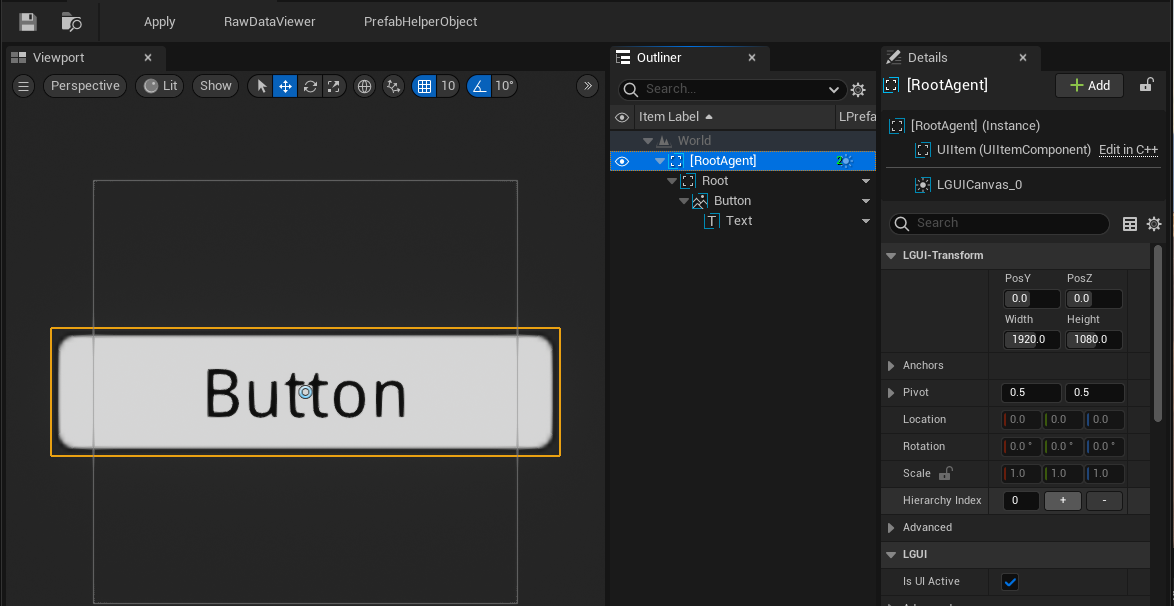 Apply RawDataViewer PrefabHelperObject
Viewport
Perspective Lit Show 10 10°
Button
Outliner
Search...
Item Label LPrefa
World
[RootAgent] 2
Root
Button
T Text
Details
[RootAgent] Add
[RootAgent] (Instance)
UIItem (UIItemComponent) Edit in C++
LGUICanvas_0
Search
LGUI-Transform
PosY PosZ
0.0 0.0
Width Height
1920.0 1080.0
Anchors
Pivot 0.5 0.5
Location 0.0 0.0 0.0
Rotation 0.0° 0.0° 0.0°
Scale 1.0 1.0 1.0
Hierarchy Index 0 + -
Advanced
LGUI
Is UI Active